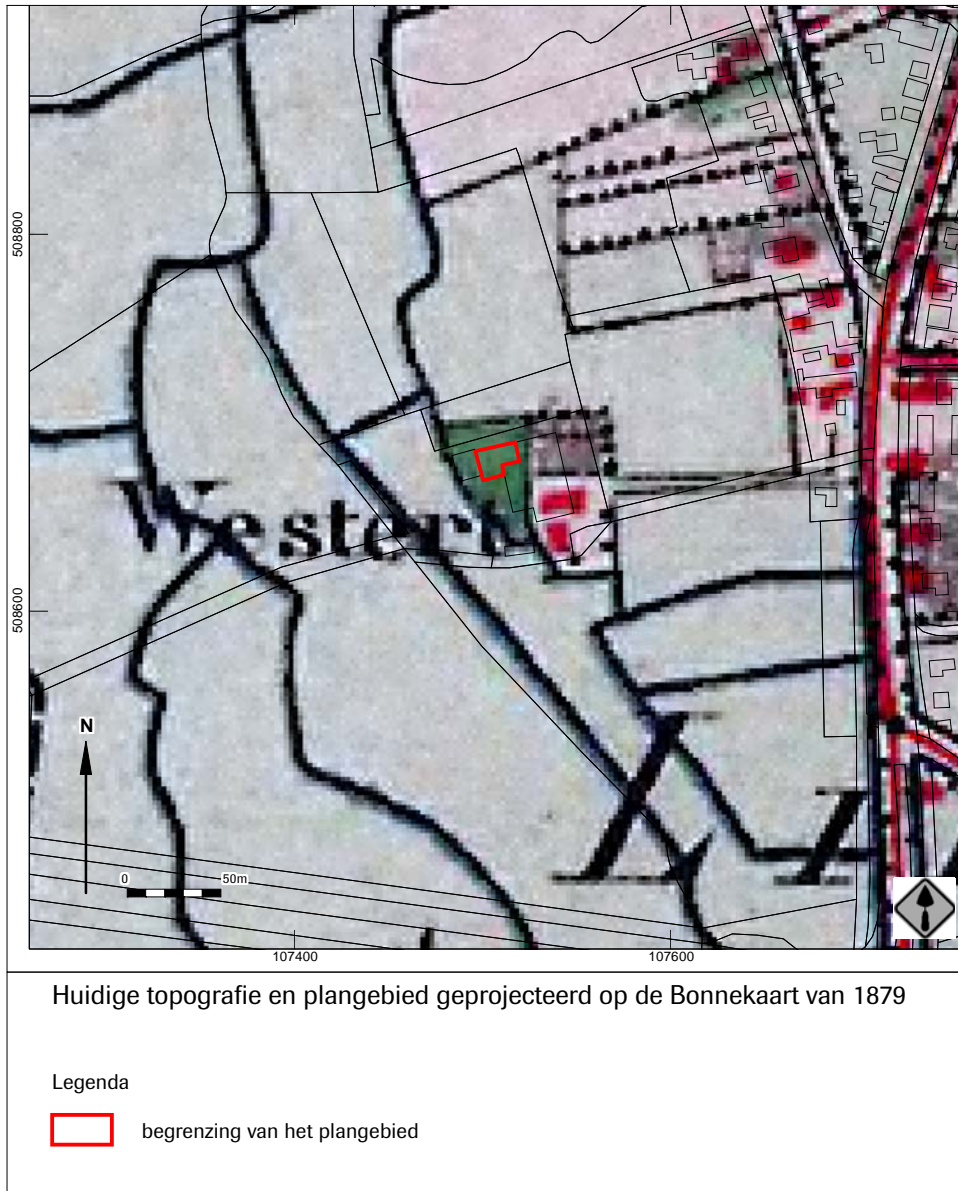 508800
Western
508600
N
0 50m
107400 107600
Huidige topografie en plangebied geprojecteerd op de Bonnekaart van 1879
Legenda
begrenzing van het plangebied